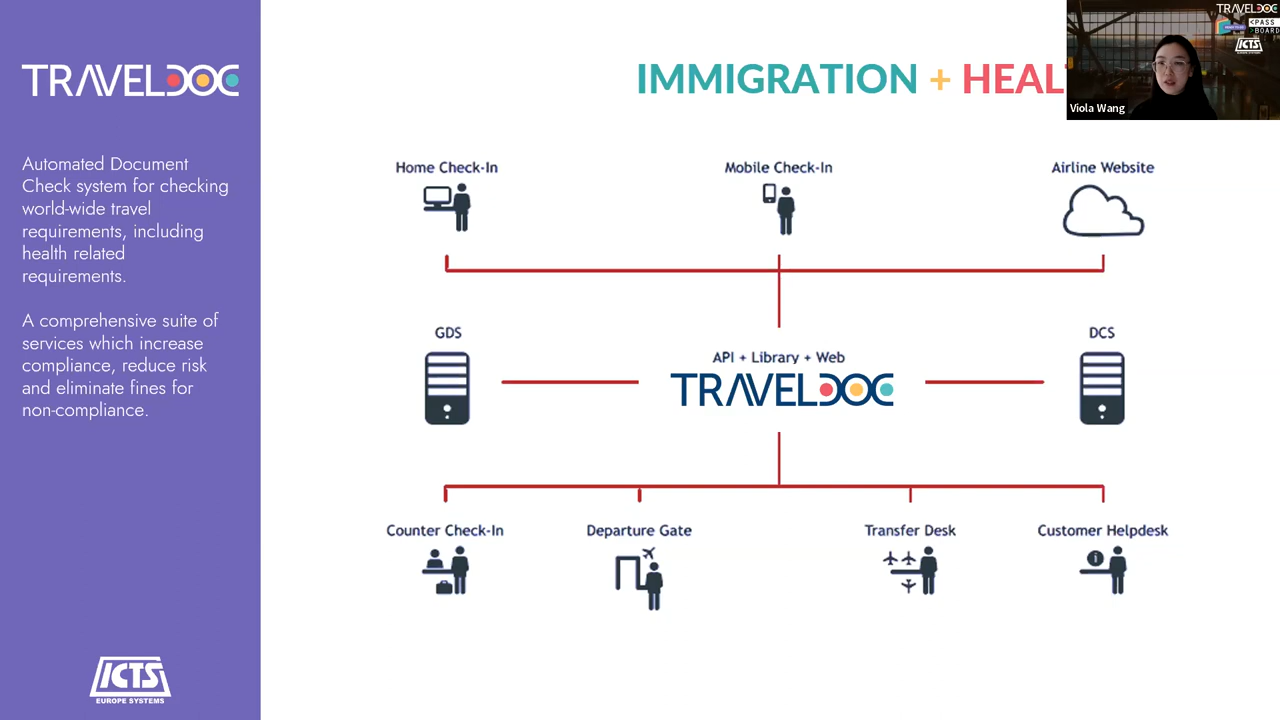 TRAVELDOC
IMMIGRATION + HEAL
TRAVELDOC
<PASS
>BOARD
ICTS
Viola Wang
Automated Document
Check system for checking
world-wide travel
requirements, including
health related
requirements.
A comprehensive suite of
services which increase
compliance, reduce risk
and eliminate fines for
non-compliance.
Home Check-In
Mobile Check-In
Airline Website
GDS
DCS
API + Library + Web
TRAVELDOC
Counter Check-In
Departure Gate
Transfer Desk
Customer Helpdesk
i
ICTS
EUROPE SYSTEMS